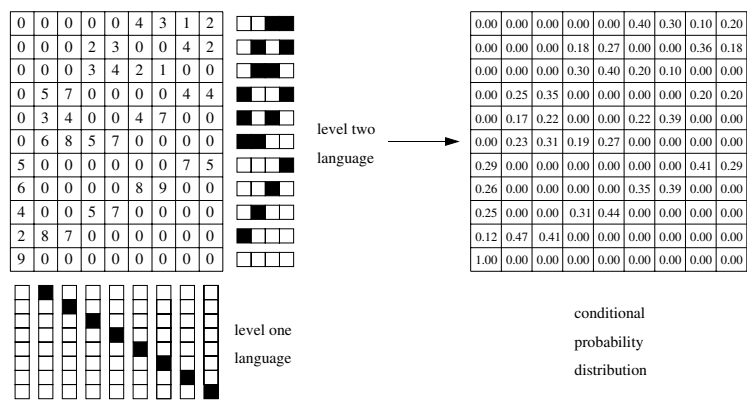 0 0 0 0 0 4 3 1 2
0 0 0 2 3 0 0 4 2
0 0 0 3 4 2 1 0 0
0 5 7 0 0 0 0 4 4
0 3 4 0 0 4 7 0 0
0 6 8 5 7 0 0 0 0
5 0 0 0 0 0 0 7 5
6 0 0 0 0 8 9 0 0
4 0 0 5 7 0 0 0 0
2 8 7 0 0 0 0 0 0
9 0 0 0 0 0 0 0 0
level two
language
0.00 0.00 0.00 0.00 0.00 0.40 0.30 0.10 0.20
0.00 0.00 0.00 0.18 0.27 0.00 0.00 0.36 0.18
0.00 0.00 0.00 0.30 0.40 0.20 0.10 0.00 0.00
0.00 0.25 0.35 0.00 0.00 0.00 0.00 0.20 0.20
0.00 0.17 0.22 0.00 0.00 0.22 0.39 0.00 0.00
0.00 0.23 0.31 0.19 0.27 0.00 0.00 0.00 0.00
0.29 0.00 0.00 0.00 0.00 0.00 0.00 0.41 0.29
0.26 0.00 0.00 0.00 0.00 0.35 0.39 0.00 0.00
0.25 0.00 0.00 0.31 0.44 0.00 0.00 0.00 0.00
0.12 0.47 0.41 0.00 0.00 0.00 0.00 0.00 0.00
1.00 0.00 0.00 0.00 0.00 0.00 0.00 0.00 0.00
level one
language
conditional
probability
distribution